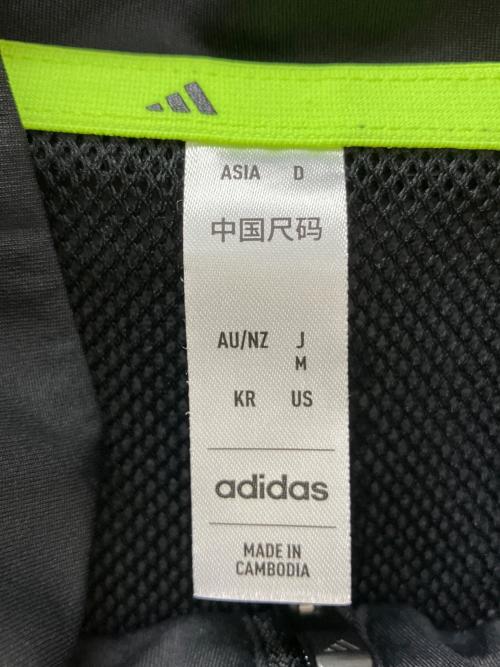 ASIA D
中国尺码
AU/NZ J
M
KR US
adidas
MADE IN
CAMBODIA